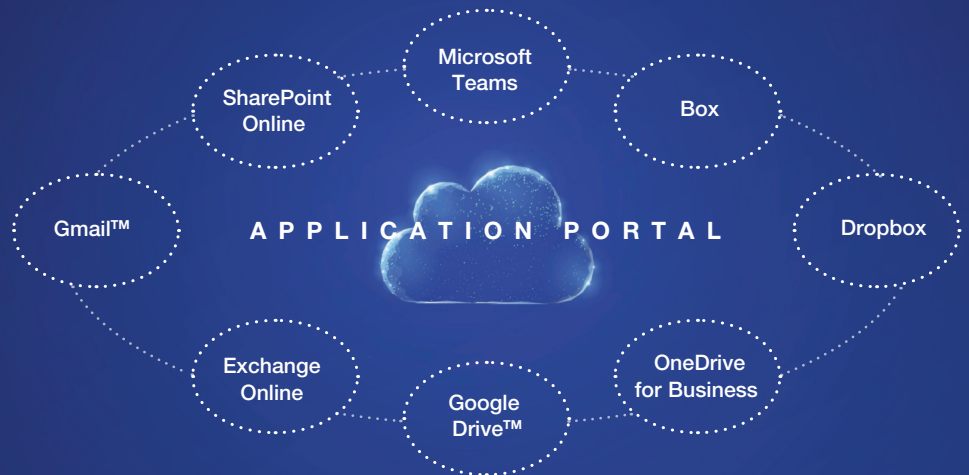 Microsoft
Teams
SharePoint
Online
Box
Gmail™
APPLICATION PORTAL
Dropbox
Exchange
Online
Google
Drive™
OneDrive
for Business